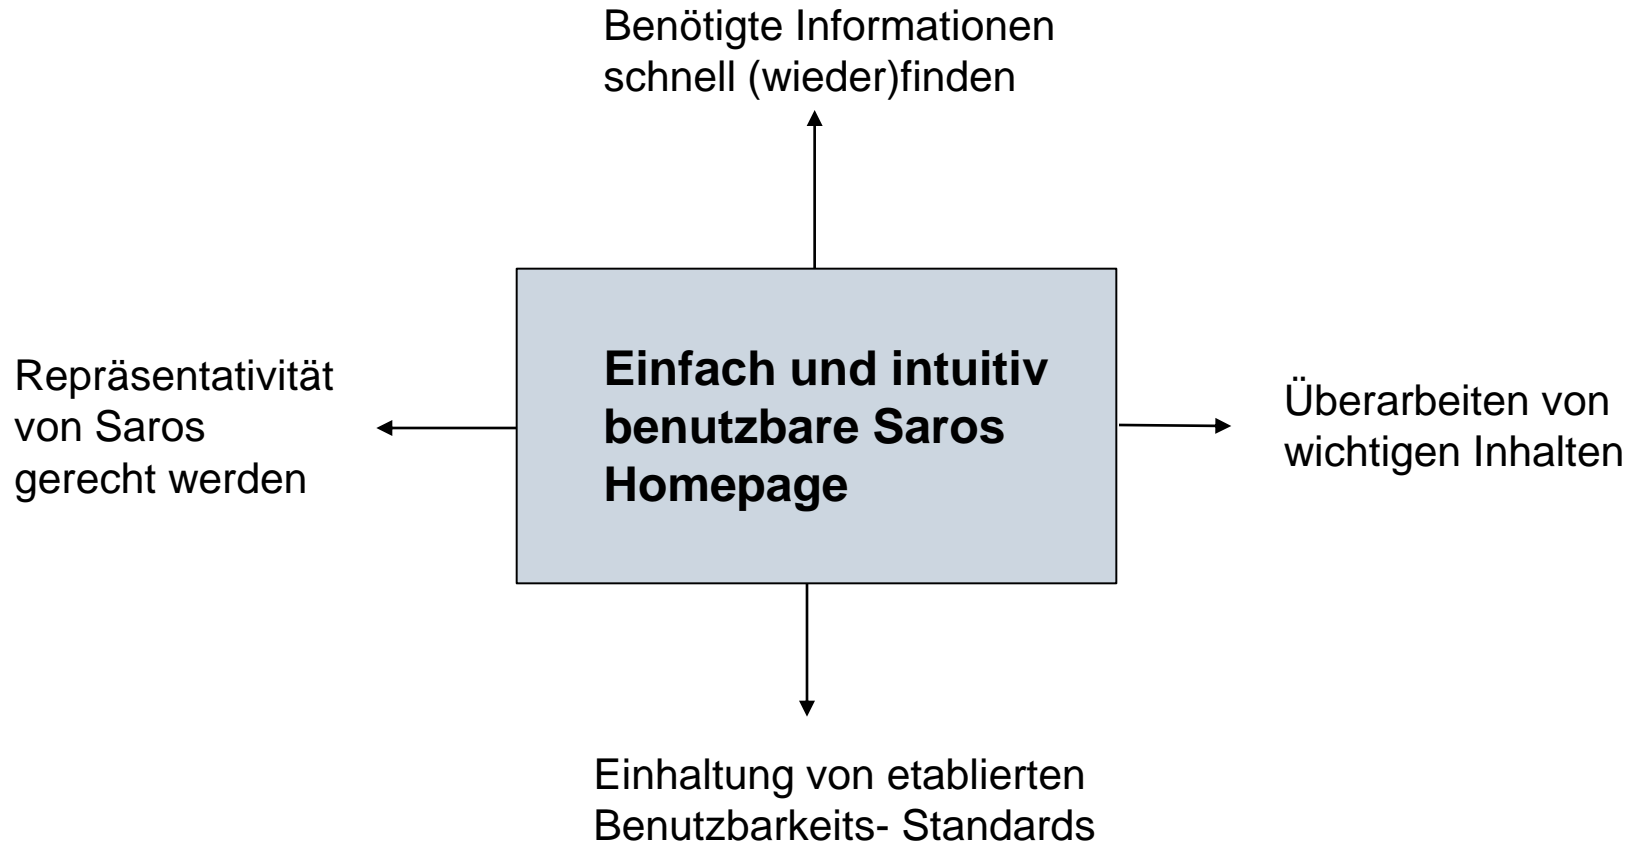 Benötigte Informationen
schnell (wieder)finden
Einfach und intuitiv
benutzbare Saros
Homepage
Repräsentativität
von Saros
gerecht werden
Überarbeiten von
wichtigen Inhalten
Einhaltung von etablierten
Benutzbarkeits- Standards